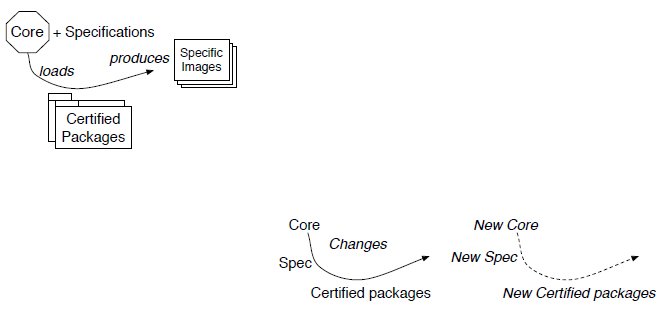 Core + Specifications
produces
Specific
Images
loads
Certified
Packages
Core
Changes
Spec
Certified packages
New Core
New Spec
New Certified packages